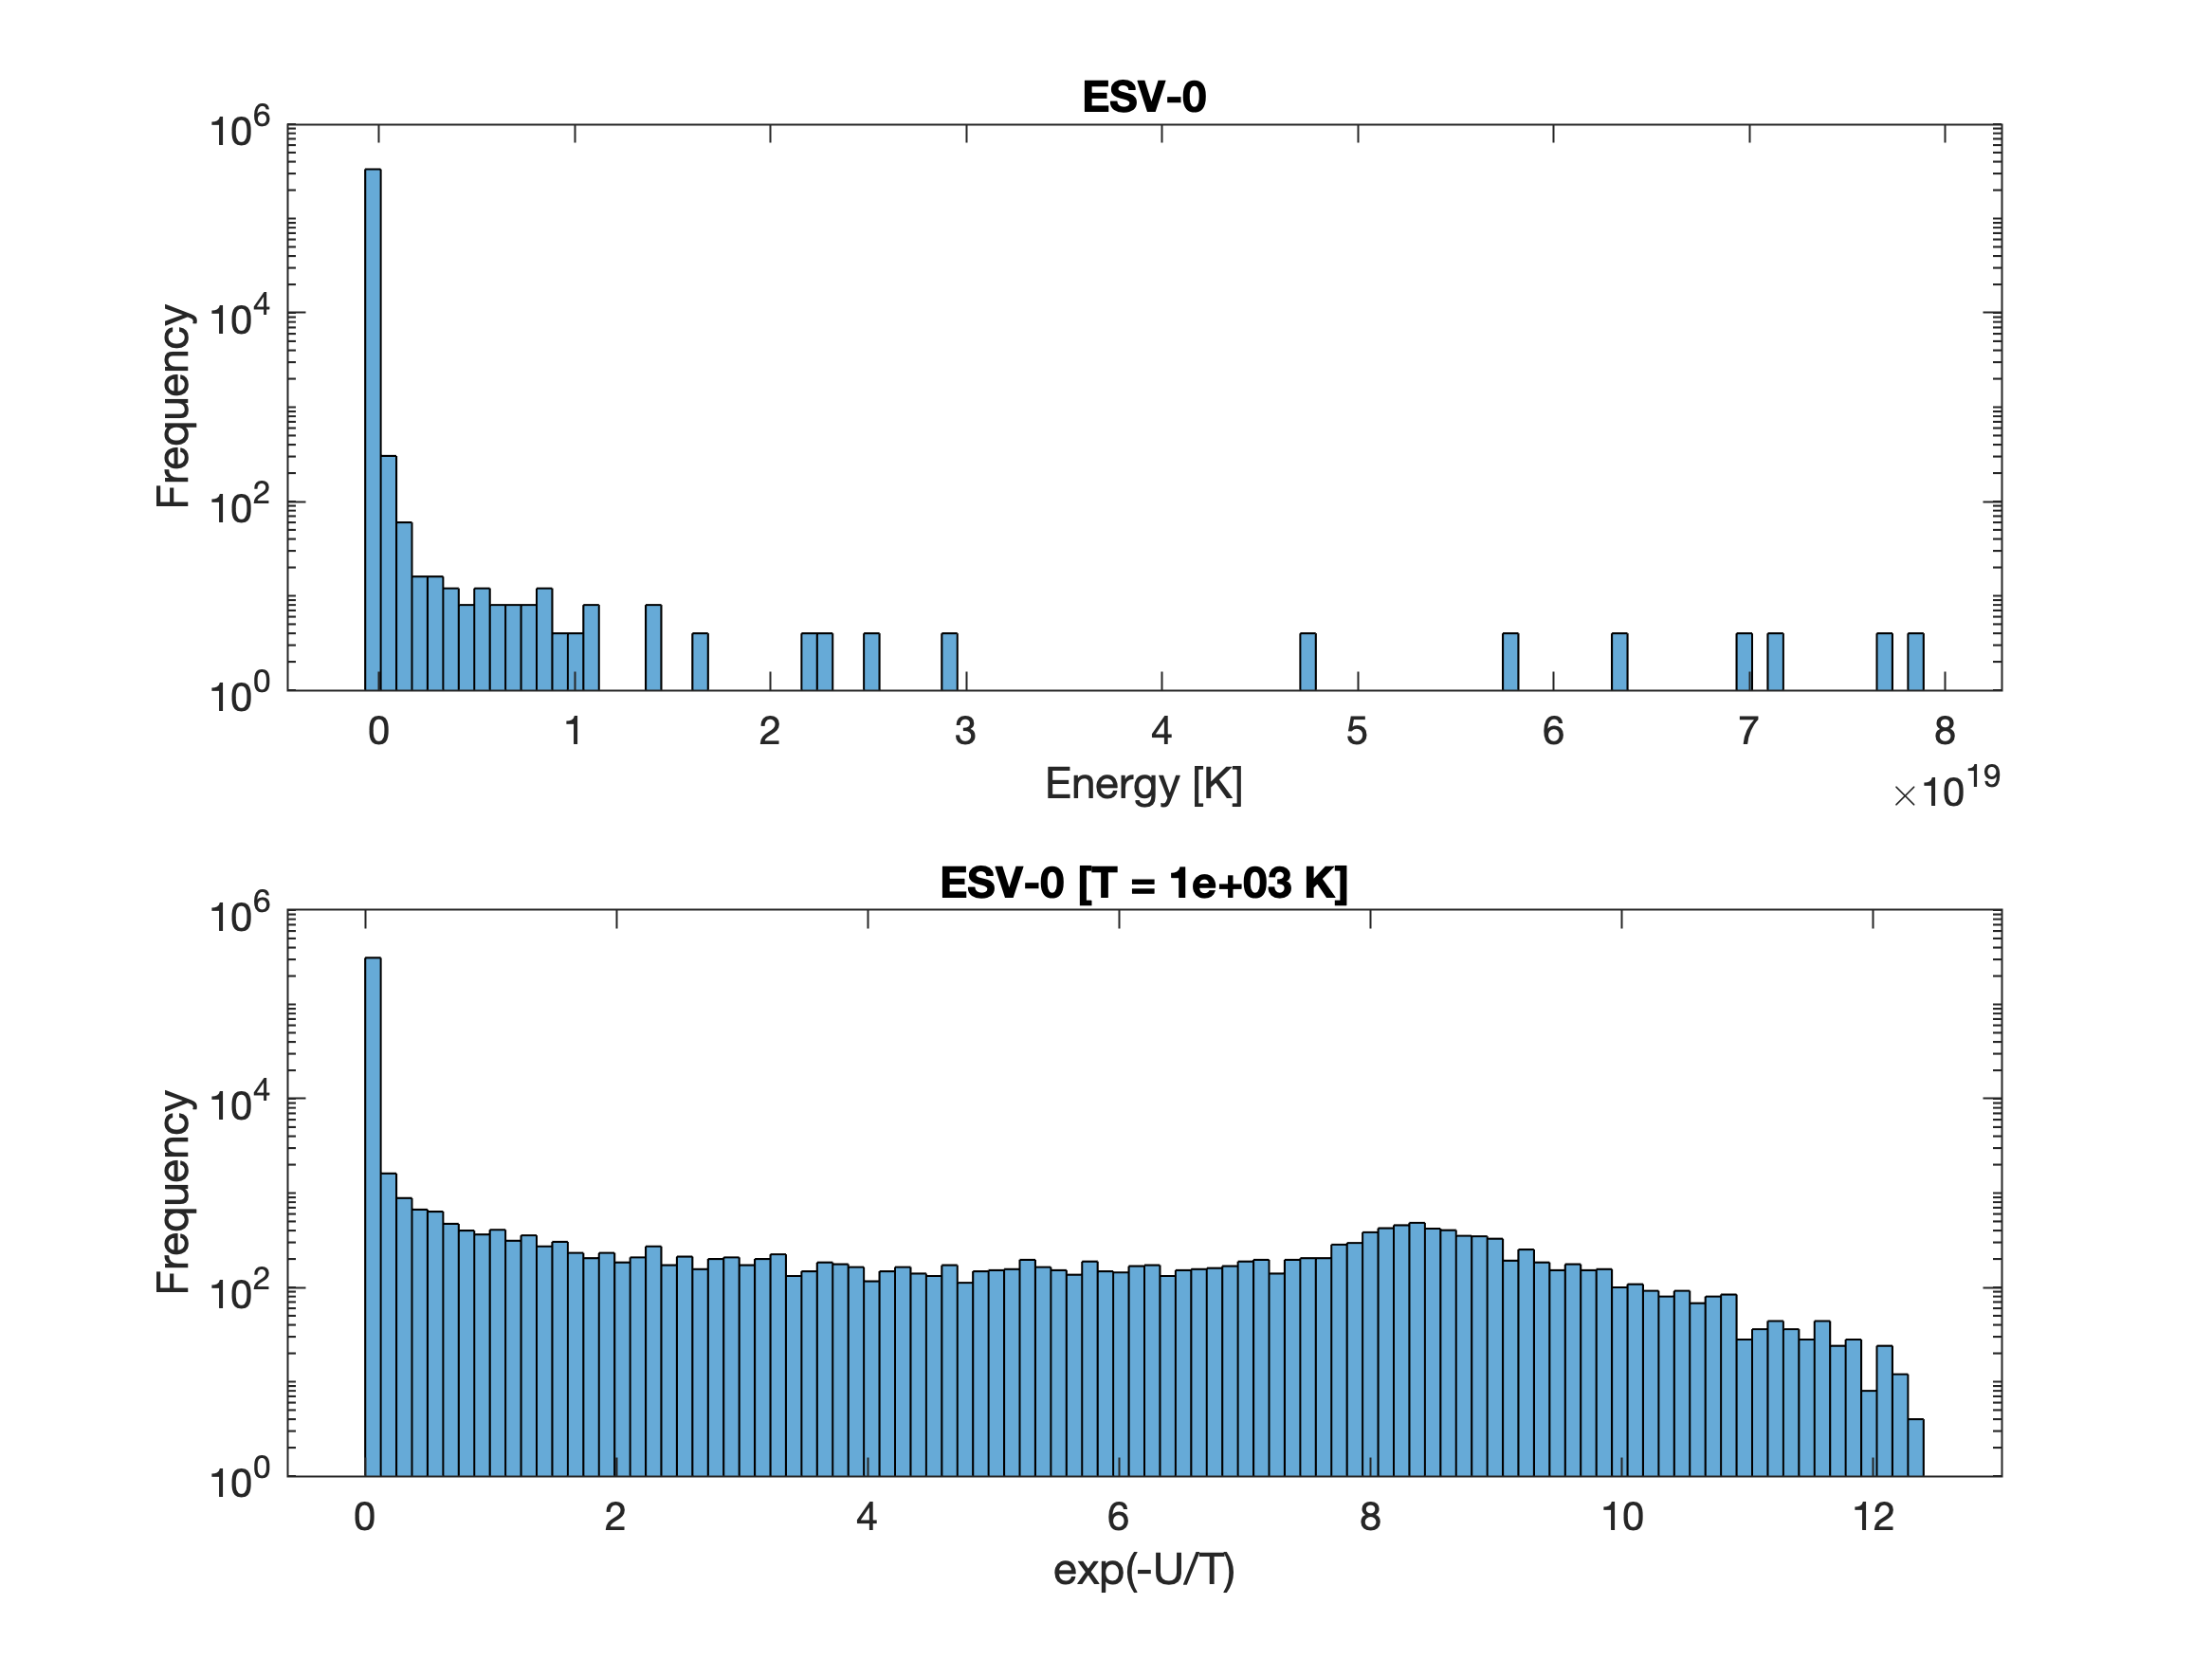 ESV-0
10^6
10^4
10^2
10^0
Frequency
0 1 2 3 4 5 6 7 8
×10^19
Energy [K]
ESV-0 [T = 1e+03 K]
10^6
10^4
10^2
10^0
Frequency
0 2 4 6 8 10 12
exp(-U/T)